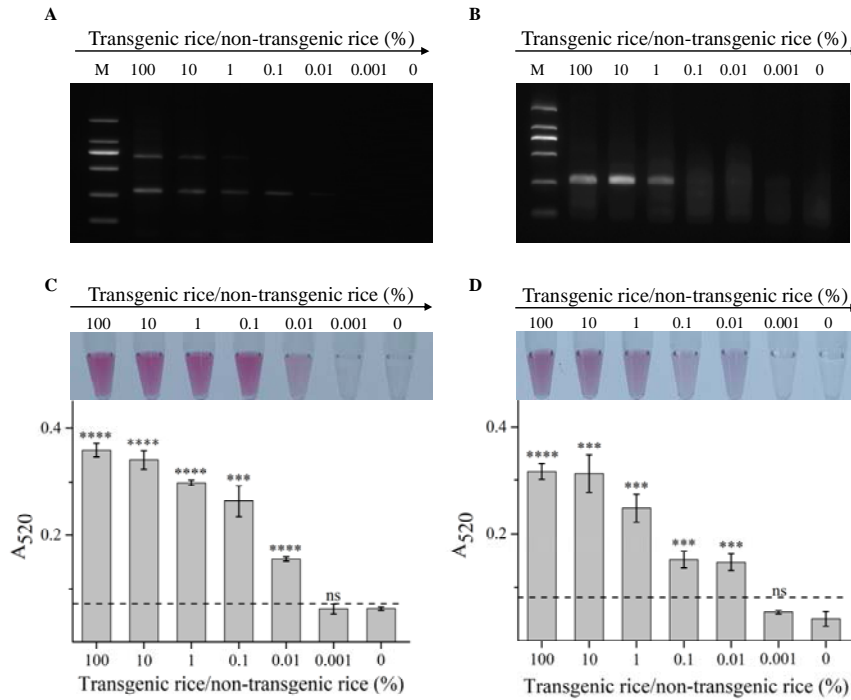 A
Transgenic rice/non-transgenic rice (%)
M 100 10 1 0.1 0.01 0.001 0
B
Transgenic rice/non-transgenic rice (%)
M 100 10 1 0.1 0.01 0.001 0
C
Transgenic rice/non-transgenic rice (%)
100 10 1 0.1 0.01 0.001 0
0.4
0.2
A520
**** **** **** *** **** ns
100 10 1 0.1 0.01 0.001 0
Transgenic rice/non-transgenic rice (%)
D
Transgenic rice/non-transgenic rice (%)
100 10 1 0.1 0.01 0.001 0
0.4
0.2
A520
**** *** *** *** *** ns
100 10 1 0.1 0.01 0.001 0
Transgenic rice/non-transgenic rice (%)